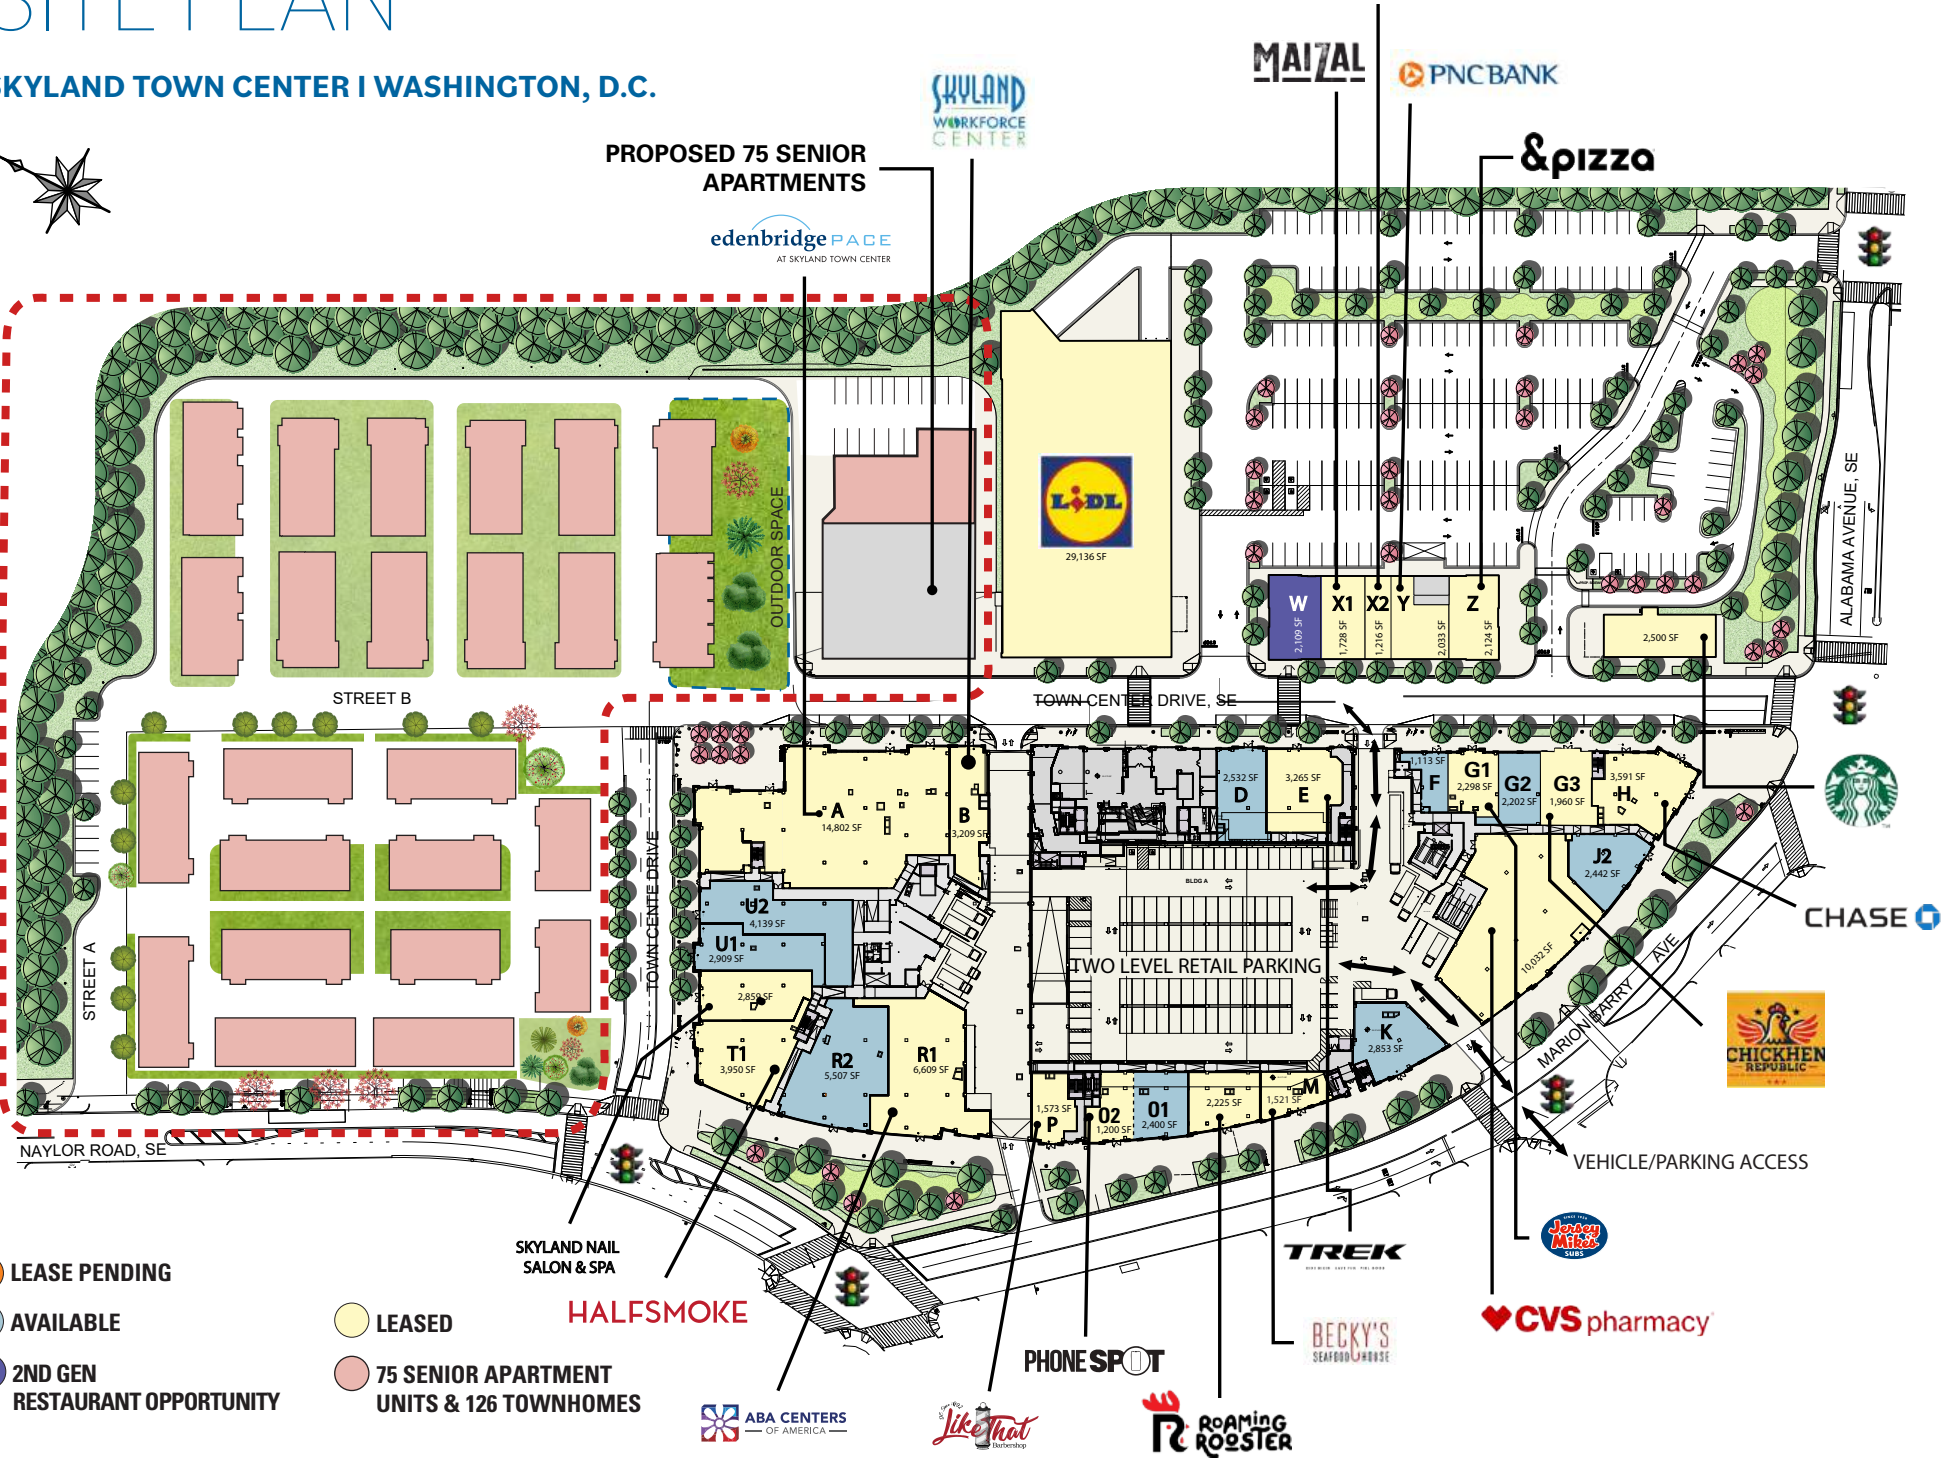 SITE PLAN
SKYLAND TOWN CENTER I WASHINGTON, D.C.
SKYLAND
WORKFORCE
CENTER
MAIZAL
PNC BANK
&pizza
PROPOSED 75 SENIOR
APARTMENTS
edenbridge PACE
AT SKYLAND TOWN CENTER
LIDL
29,136 SF
OUTDOOR SPACE
ALABAMA AVENUE, SE
W
2,109 SF
X1
1,728 SF
X2
1,216 SF
Y
2,033 SF
Z
2,124 SF
2,500 SF
STREET B
TOWN CENTER DRIVE, SE
A
14,802 SF
B
3,209 SF
2,532 SF
D
3,265 SF
E
1,113 SF
F
G1
2,298 SF
G2
2,202 SF
G3
1,960 SF
3,591 SF
H
J2
2,442 SF
BLDG A
U2
4,139 SF
U1
2,909 SF
TOWN CENTE DRIVE
STREET A
TWO LEVEL RETAIL PARKING
10,032 SF
CHASE
MARION BARRY AVE
2,859 SF
T1
3,950 SF
R2
5,507 SF
R1
6,609 SF
K
2,853 SF
CHICKHEN
REPUBLIC
1,573 SF
P
O2
1,200 SF
O1
2,400 SF
2,225 SF
1,521 SF
M
NAYLOR ROAD, SE
VEHICLE/PARKING ACCESS
SKYLAND NAIL
SALON & SPA
HALFSMOKE
TREK
Jersey
Mike's
SUBS
CVS pharmacy
BECKY'S
SEAFOOD HOUSE
PHONE SPOT
ABA CENTERS
OF AMERICA
Like That
Barbershop
ROAMING
ROOSTER
LEASE PENDING
AVAILABLE
2ND GEN
RESTAURANT OPPORTUNITY
LEASED
75 SENIOR APARTMENT
UNITS & 126 TOWNHOMES